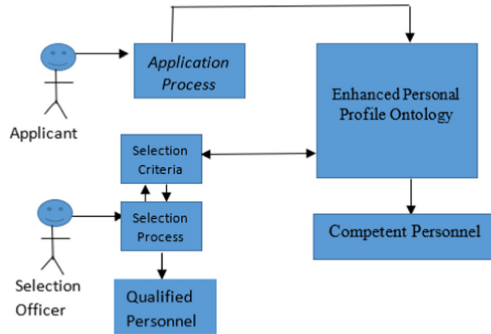 Application
Process
Enhanced Personal
Profile Ontology
Applicant
Selection
Criteria
Selection
Process
Competent Personnel
Selection
Officer
Qualified
Personnel